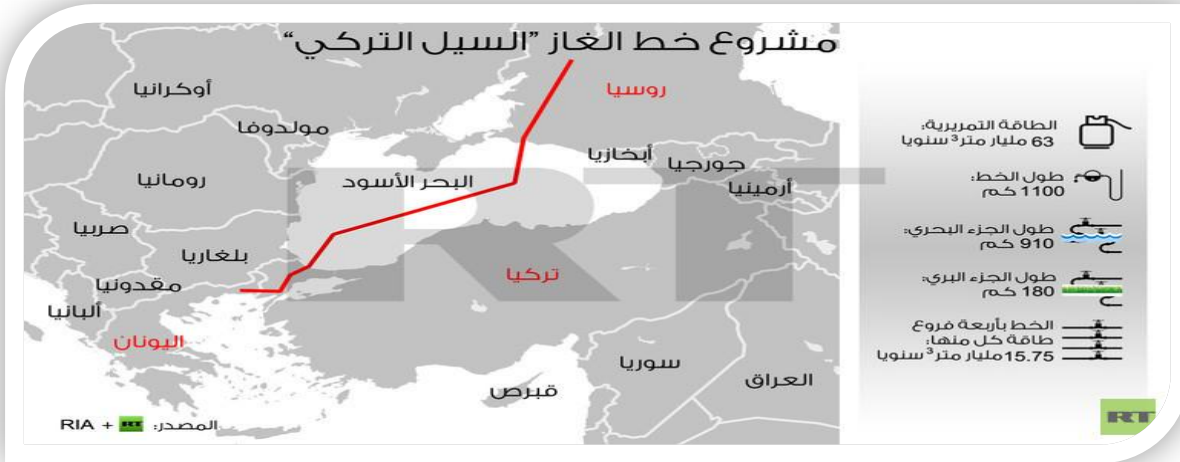 مشروع خط الغاز "السيل التركي"
أوكرانيا
روسيا
مولدوفا
أبخازيا
جورجيا
أرمينيا
رومانيا
البحر الأسود
صربيا
بلغاريا
تركيا
مقدونيا
ألبانيا
اليونان
سوريا
العراق
قبرص
المصدر: RT + RIA
RT
الطاقة التمريرية:
63 مليار متر³ سنويا
طول الخط:
1100 كم
طول الجزء البحري:
910 كم
طول الجزء البري:
180 كم
الخط بأربعة فروع
طاقة كل منها:
15.75 مليار متر³ سنويا
RT